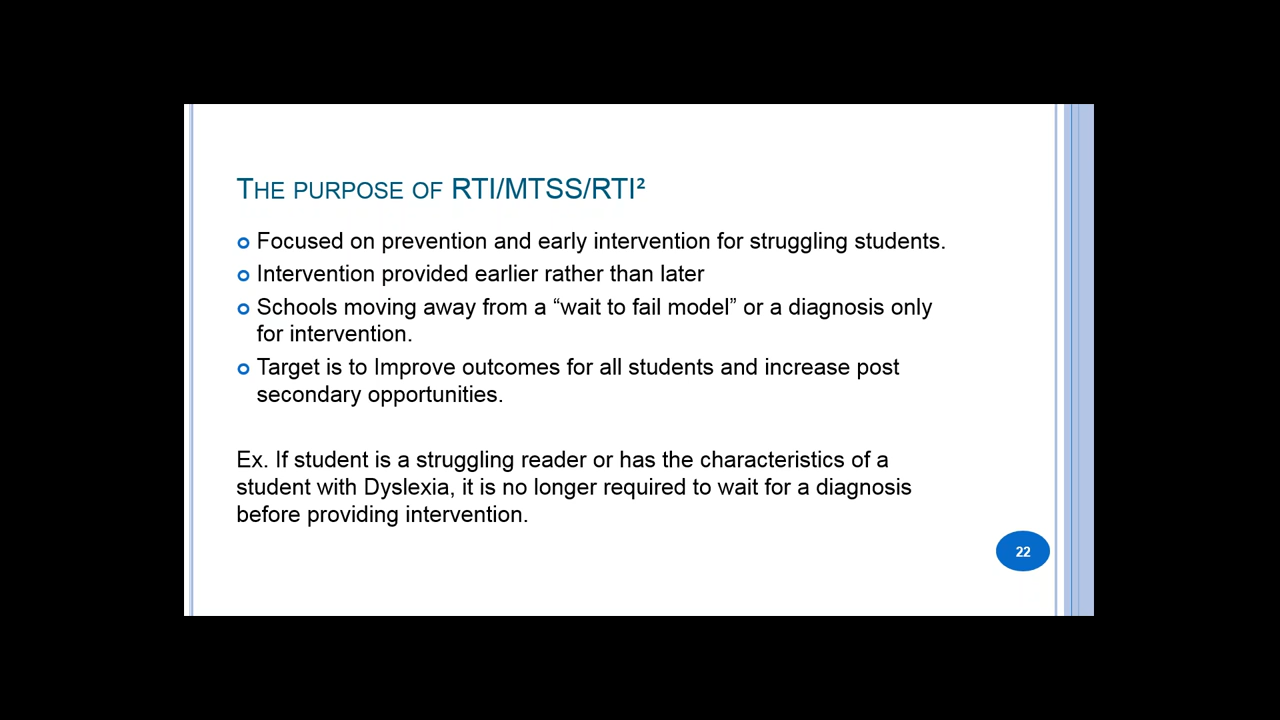 The purpose of RTI/MTSS/RTI²
Focused on prevention and early intervention for struggling students.
Intervention provided earlier rather than later
Schools moving away from a “wait to fail model” or a diagnosis only
for intervention.
Target is to Improve outcomes for all students and increase post
secondary opportunities.
Ex. If student is a struggling reader or has the characteristics of a
student with Dyslexia, it is no longer required to wait for a diagnosis
before providing intervention.
22